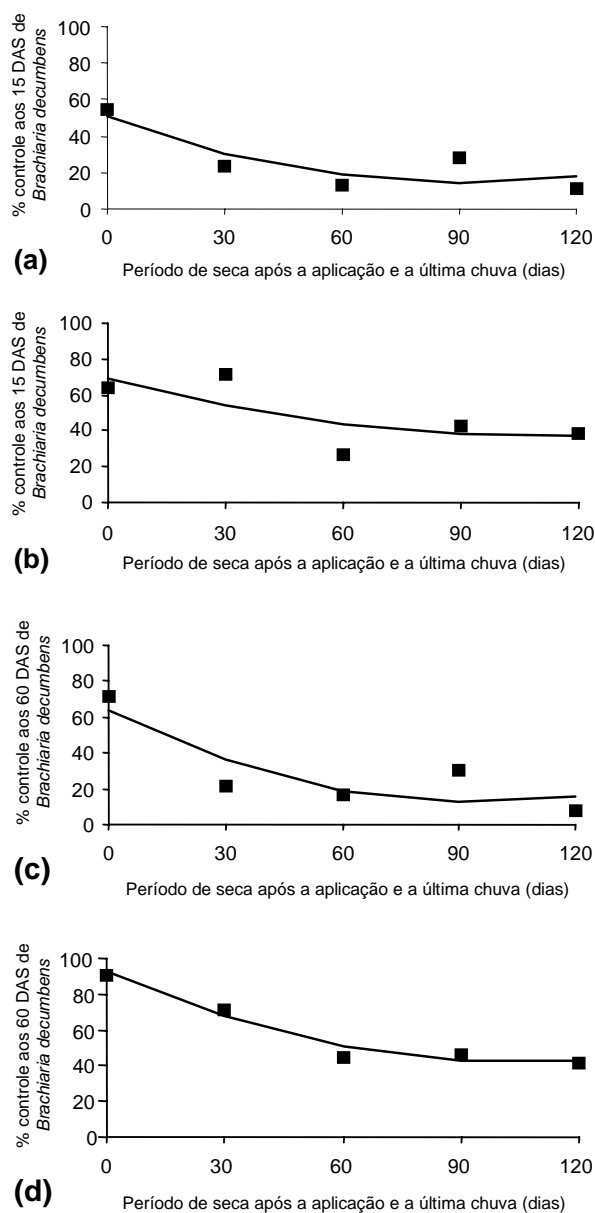 % controle aos 15 DAS de
Brachiaria decumbens
100
80
60
40
20
0
0 30 60 90 120
(a)
Período de seca após a aplicação e a última chuva (dias)
% controle aos 15 DAS de
Brachiaria decumbens
100
80
60
40
20
0
0 30 60 90 120
(b)
Período de seca após a aplicação e a última chuva (dias)
% controle aos 60 DAS de
Brachiaria decumbens
100
80
60
40
20
0
0 30 60 90 120
(c)
Período de seca após a aplicação e a última chuva (dias)
% controle aos 60 DAS de
Brachiaria decumbens
100
80
60
40
20
0
0 30 60 90 120
(d)
Período de seca após a aplicação e a última chuva (dias)